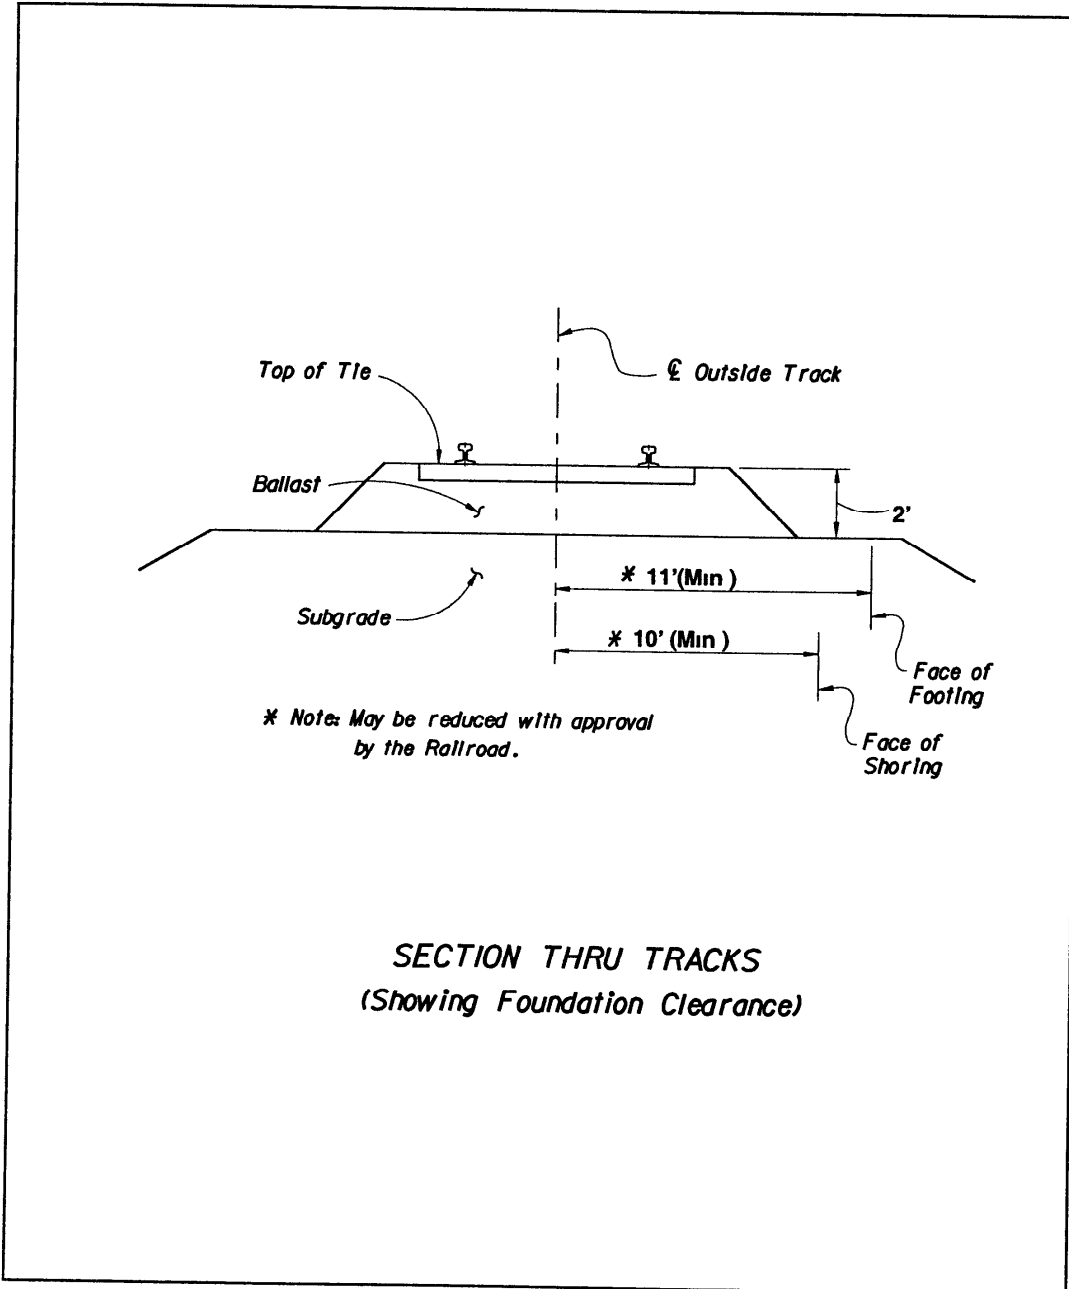 Top of Tie
℄ Outside Track
Ballast
2'
* 11'(Min )
Subgrade
* 10' (Min )
Face of
Footing
* Note: May be reduced with approval
by the Railroad.
Face of
Shoring
SECTION THRU TRACKS
(Showing Foundation Clearance)